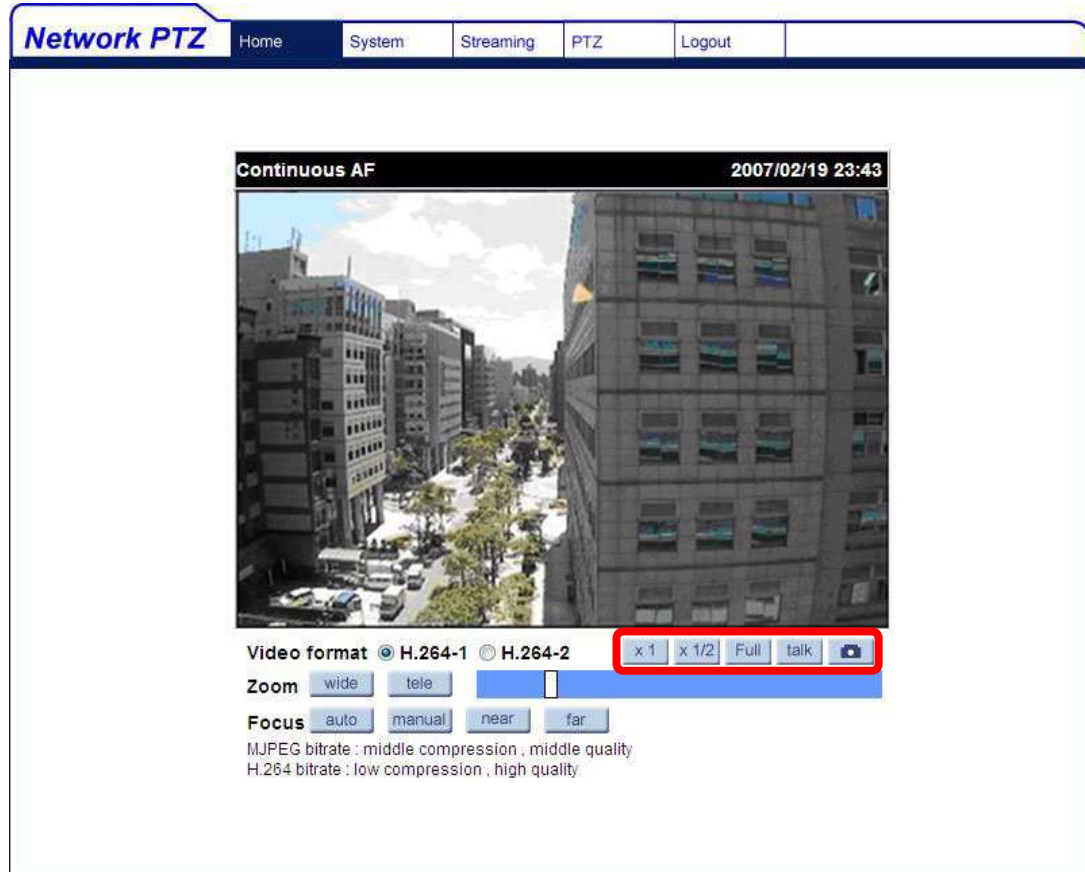 Network PTZ Home System Streaming PTZ Logout
Continuous AF 2007/02/19 23:43
Video format H.264-1 H.264-2 x 1 x 1/2 Full talk
Zoom wide tele
Focus auto manual near far
MJPEG bitrate : middle compression , middle quality
H.264 bitrate : low compression , high quality